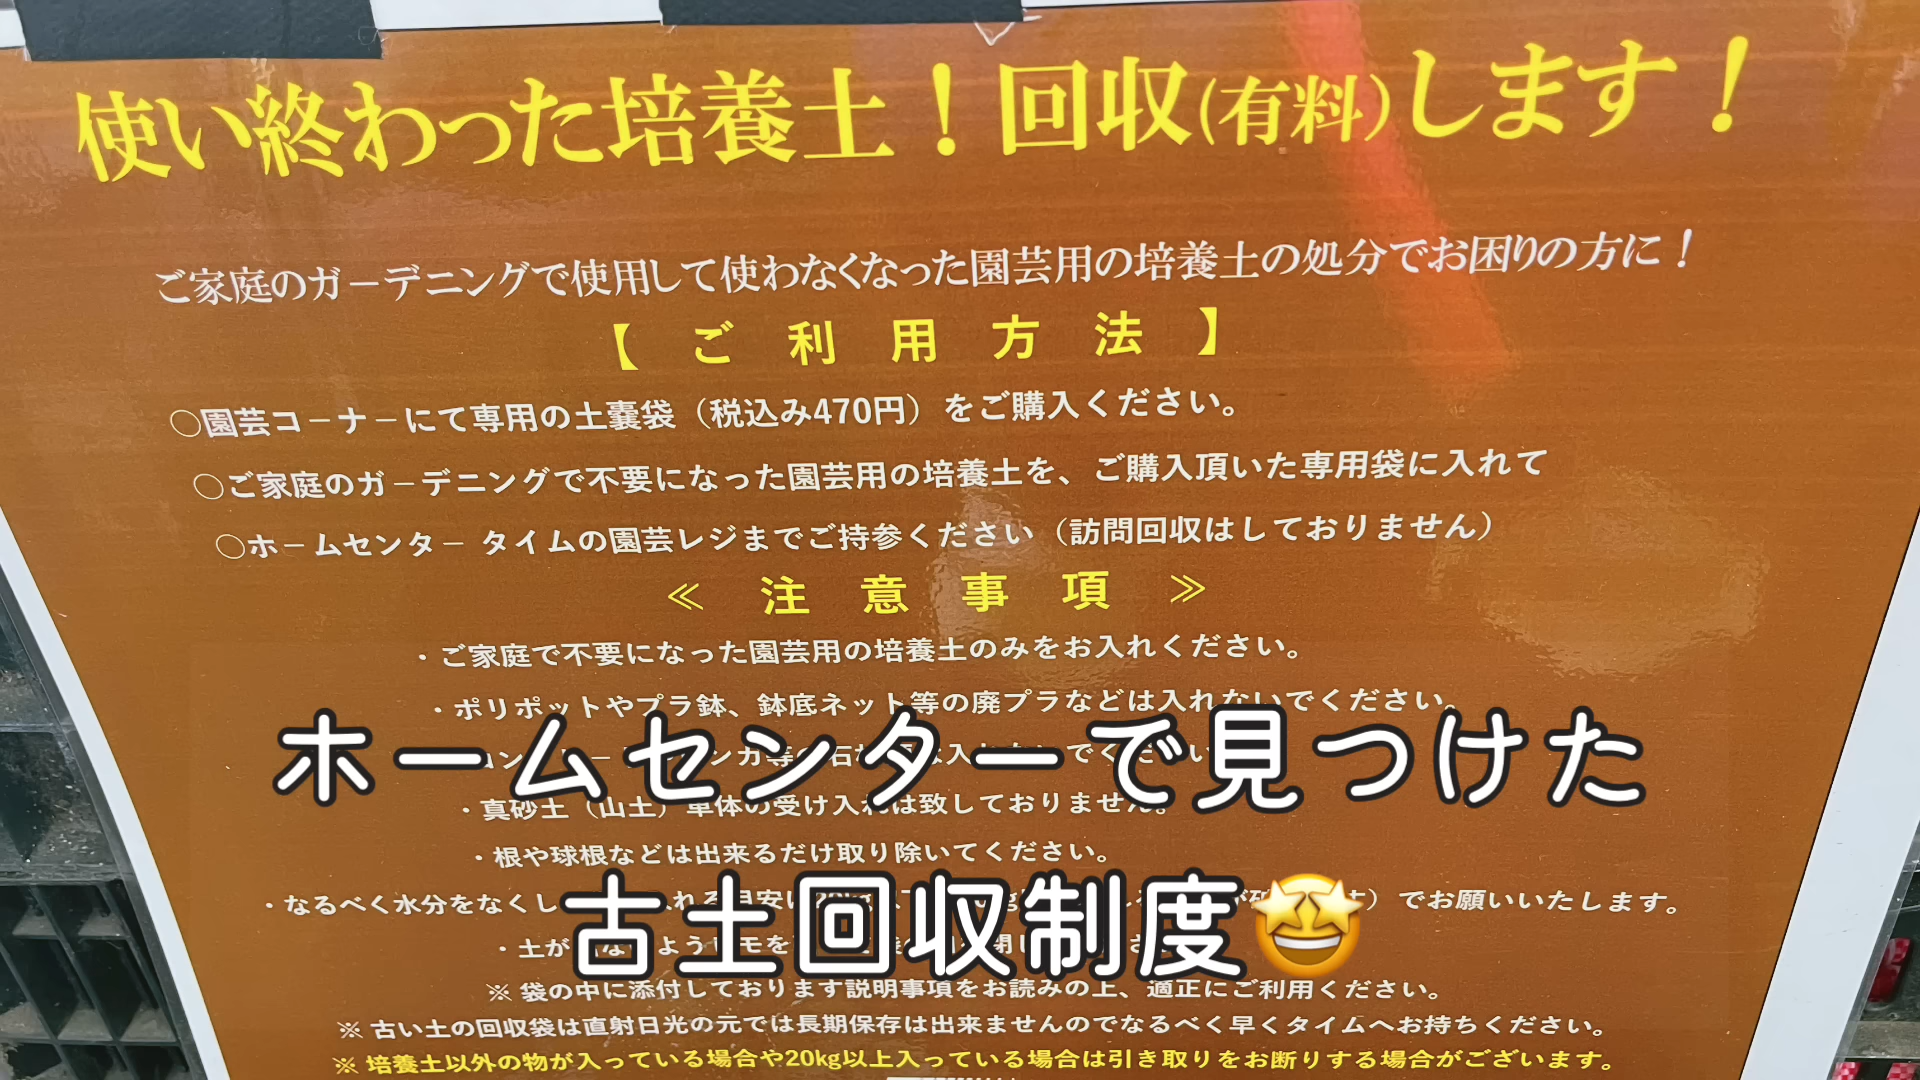 使い終わった培養土！回収(有料)します！
ご家庭のガーデニングで使用して使わなくなった園芸用の培養土の処分でお困りの方に！
【ご利用方法】
○園芸コーナーにて専用の土嚢袋（税込み470円）をご購入ください。
○ご家庭のガーデニングで不要になった園芸用の培養土を、ご購入頂いた専用袋に入れて
○ホームセンター タイムの園芸レジまでご持参ください（訪問回収はしておりません）
≪注意事項≫
・ご家庭で不要になった園芸用の培養土のみをお入れください。
・ポリポットやプラ鉢、鉢底ネット等の廃プラなどは入れないでください。
ホームセンターで見つけた
・真砂土（山土）単体の受け入れは致しておりません。
・根や球根などは出来るだけ取り除いてください。
・なるべく水分をなくし でお願いいたします。
古土回収制度🤩
・土が
※ 袋の中に添付しております説明事項をお読みの上、適正にご利用ください。
※ 古い土の回収袋は直射日光の元では長期保存は出来ませんのでなるべく早くタイムへお持ちください。
※ 培養土以外の物が入っている場合や20kg以上入っている場合は引き取りをお断りする場合がございます。